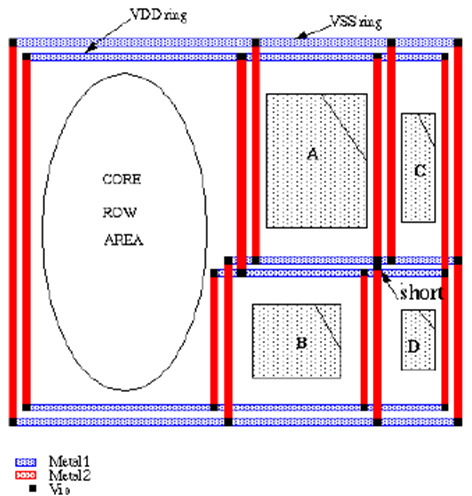 VDD ring
VSS ring
A
C
CORE
ROW
AREA
short
B
D
Metal1
Metal2
Via